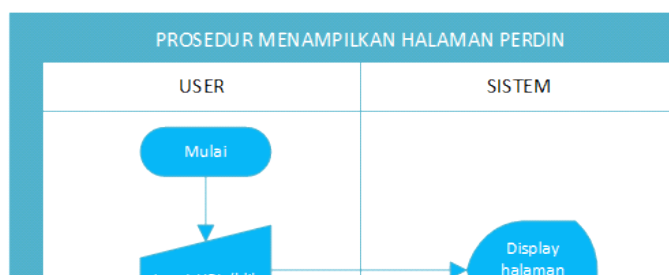 PROSEDUR MENAMPILKAN HALAMAN PERDIN
USER
SISTEM
Mulai
Display
halaman